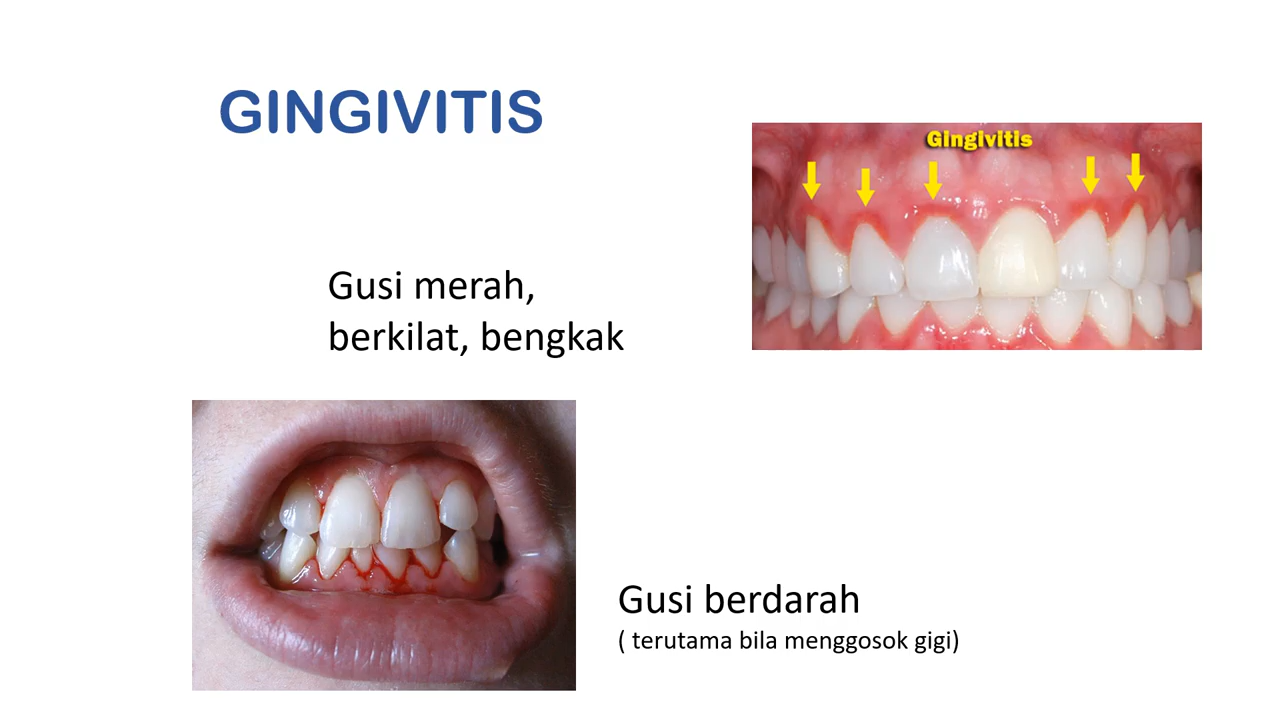 GINGIVITIS
Gingivitis
Gusi merah,
berkilat, bengkak
Gusi berdarah
( terutama bila menggosok gigi)